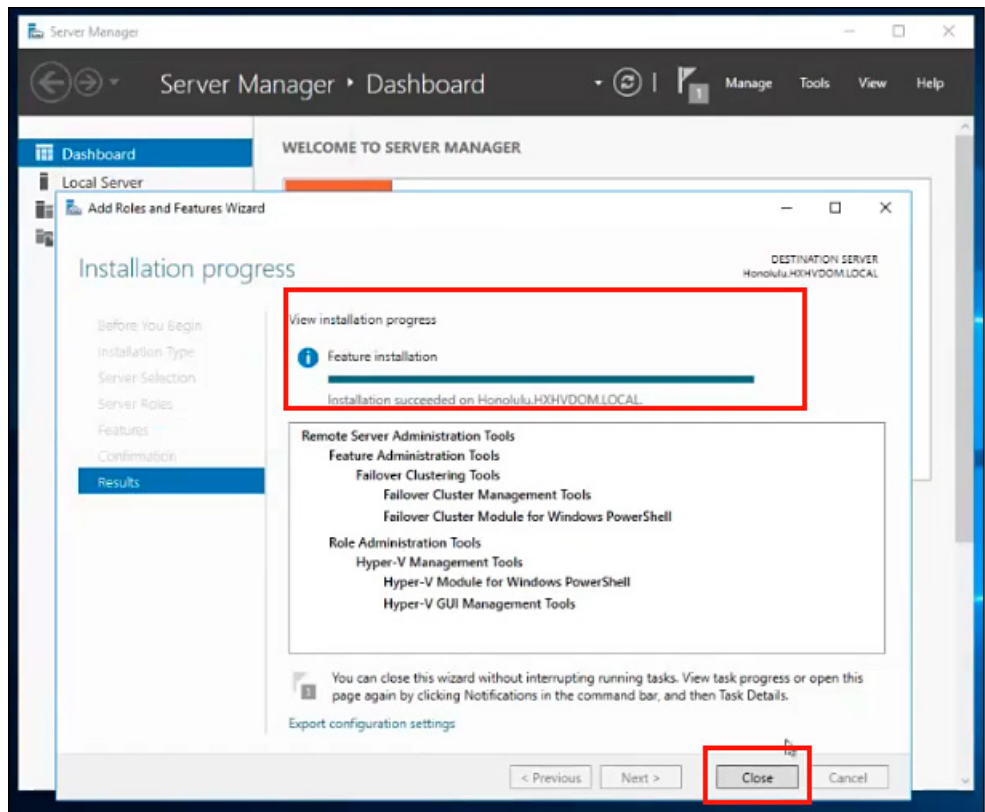 Server Manager
Server Manager • Dashboard
1
Manage Tools View Help
Dashboard
WELCOME TO SERVER MANAGER
Local Server
Add Roles and Features Wizard
Installation progress
DESTINATION SERVER
Honolulu.HXHVDOM.LOCAL
Before You Begin
Installation Type
Server Selection
Server Roles
Features
Confirmation
Results
View installation progress
Feature installation
Installation succeeded on Honolulu.HXHVDOM.LOCAL.
Remote Server Administration Tools
Feature Administration Tools
Failover Clustering Tools
Failover Cluster Management Tools
Failover Cluster Module for Windows PowerShell
Role Administration Tools
Hyper-V Management Tools
Hyper-V Module for Windows PowerShell
Hyper-V GUI Management Tools
1
You can close this wizard without interrupting running tasks. View task progress or open this
page again by clicking Notifications in the command bar, and then Task Details.
Export configuration settings
< Previous Next > Close Cancel